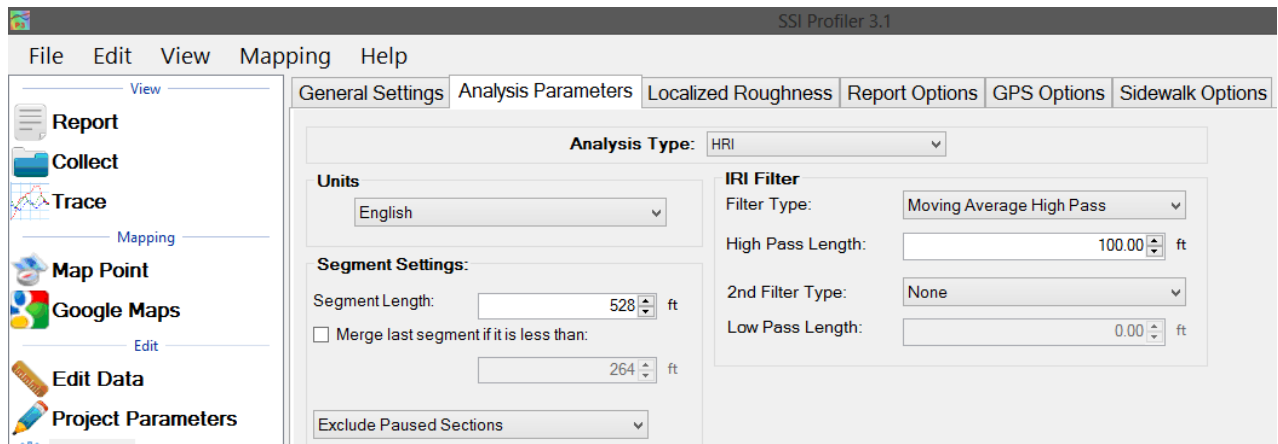 SSI Profiler 3.1
File Edit View Mapping Help
View
Report
Collect
Trace
Mapping
Map Point
Google Maps
Edit
Edit Data
Project Parameters
General Settings Analysis Parameters Localized Roughness Report Options GPS Options Sidewalk Options
Analysis Type: HRI
Units
English
Segment Settings:
Segment Length: 528 ft
Merge last segment if it is less than:
264 ft
Exclude Paused Sections
IRI Filter
Filter Type: Moving Average High Pass
High Pass Length: 100.00 ft
2nd Filter Type: None
Low Pass Length: 0.00 ft